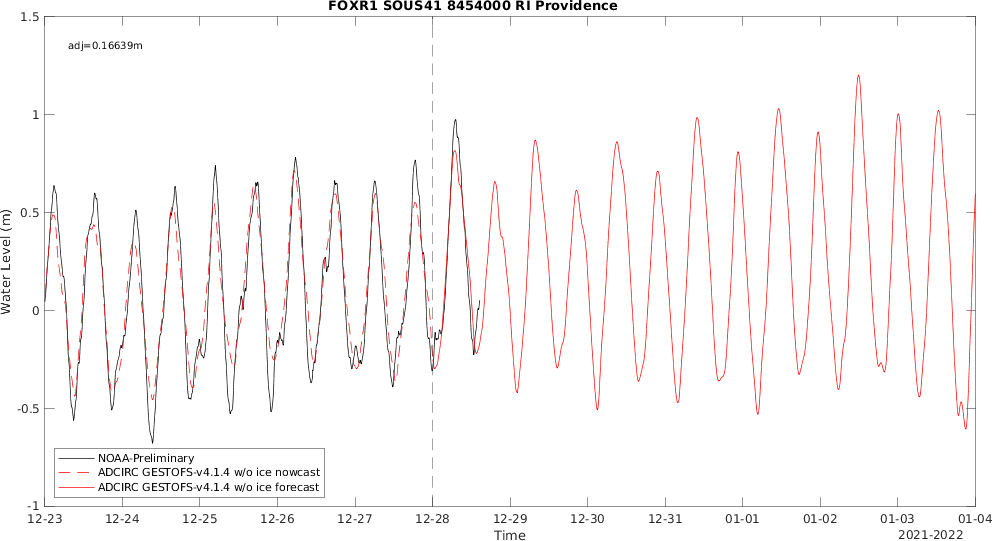 FOXR1 SOUS41 8454000 RI Providence
1.5
adj=0.16639m
1
0.5
Water Level (m)
0
-0.5
NOAA-Preliminary
ADCIRC GESTOFS-v4.1.4 w/o ice nowcast
ADCIRC GESTOFS-v4.1.4 w/o ice forecast
-1
12-23 12-24 12-25 12-26 12-27 12-28 12-29 12-30 12-31 01-01 01-02 01-03 01-04
Time
2021-2022